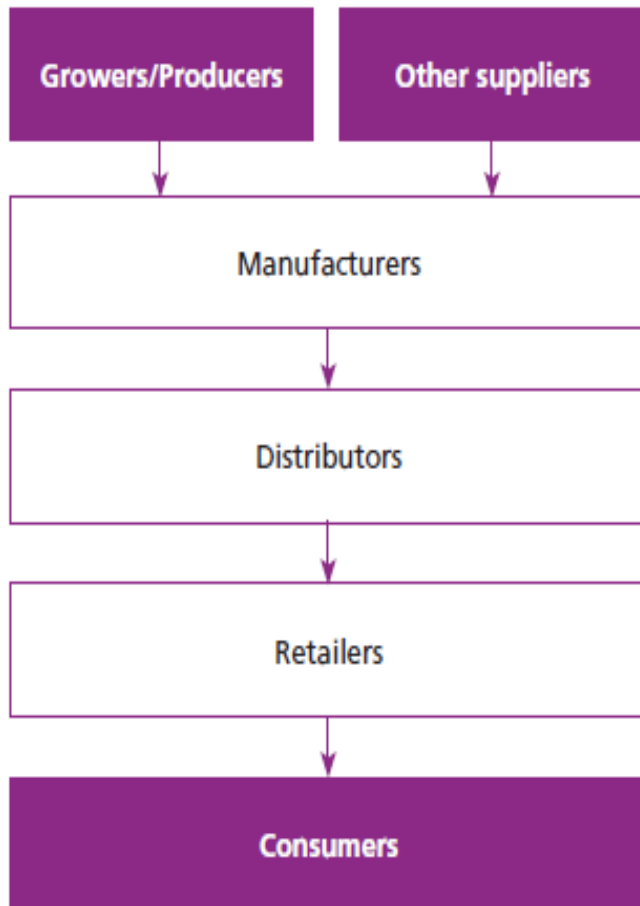 Growers/Producers
Other suppliers
Manufacturers
Distributors
Retailers
Consumers